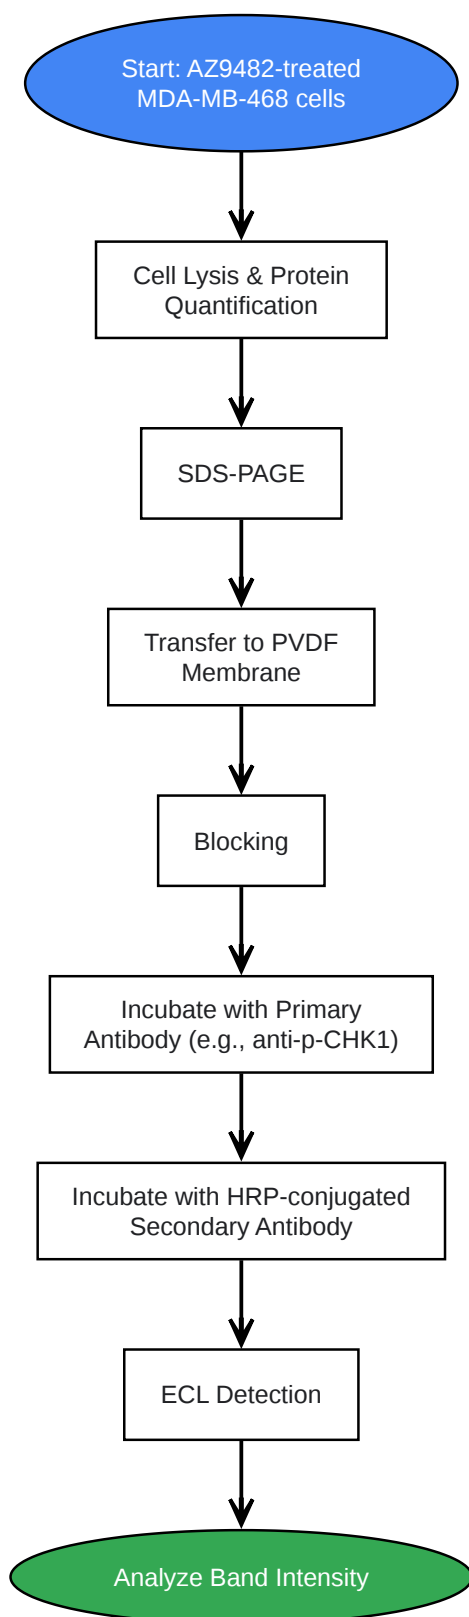 Start: AZ9482-treated
MDA-MB-468 cells
Cell Lysis & Protein
Quantification
SDS-PAGE
Transfer to PVDF
Membrane
Blocking
Incubate with Primary
Antibody (e.g., anti-p-CHK1)
Incubate with HRP-conjugated
Secondary Antibody
ECL Detection
Analyze Band Intensity